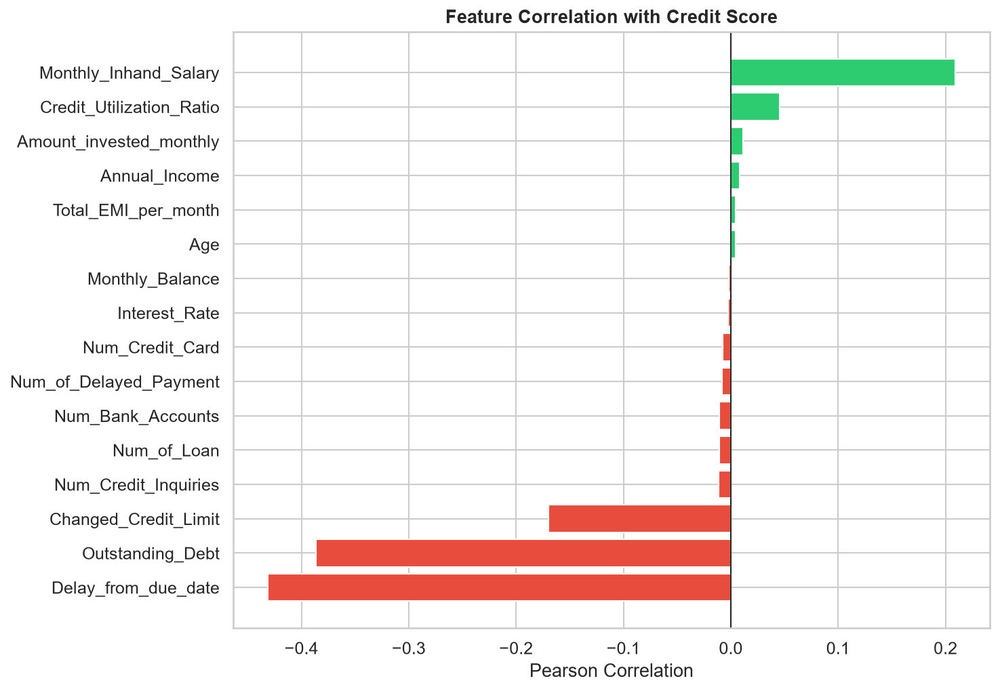 Feature Correlation with Credit Score
Monthly_Inhand_Salary
Credit_Utilization_Ratio
Amount_invested_monthly
Annual_Income
Total_EMI_per_month
Age
Monthly_Balance
Interest_Rate
Num_Credit_Card
Num_of_Delayed_Payment
Num_Bank_Accounts
Num_of_Loan
Num_Credit_Inquiries
Changed_Credit_Limit
Outstanding_Debt
Delay_from_due_date
−0.4 −0.3 −0.2 −0.1 0.0 0.1 0.2
Pearson Correlation